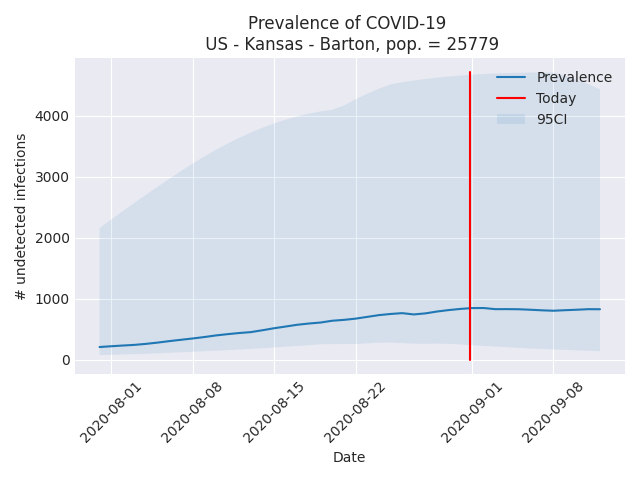 Prevalence of COVID-19
US - Kansas - Barton, pop. = 25779
Prevalence
Today
95CI
# undetected infections
4000
3000
2000
1000
0
2020-08-01
2020-08-08
2020-08-15
2020-08-22
2020-09-01
2020-09-08
Date